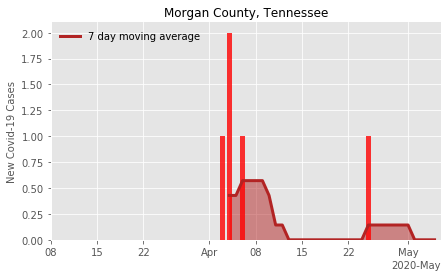 Morgan County, Tennessee
7 day moving average
New Covid-19 Cases
2.00
1.75
1.50
1.25
1.00
0.75
0.50
0.25
0.00
08 15 22 Apr 08 15 22 May
2020-May